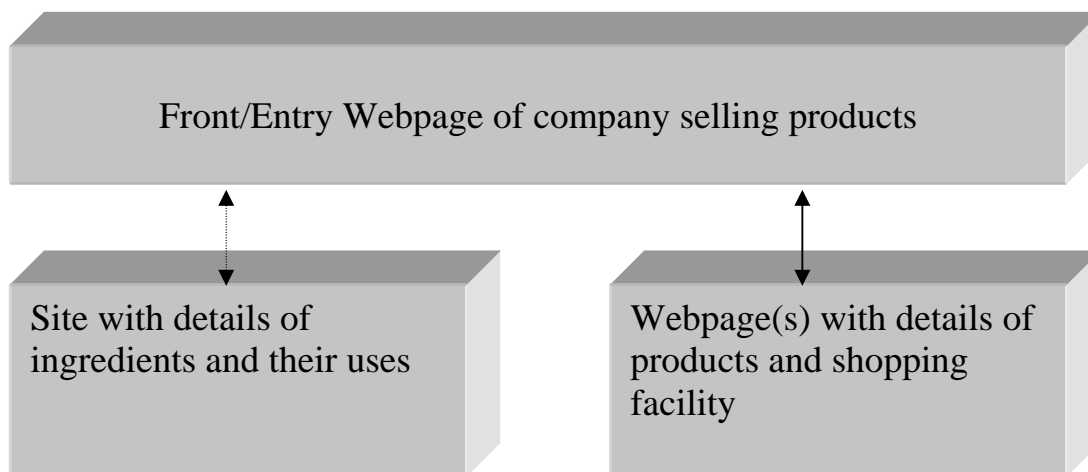 Front/Entry Webpage of company selling products
Site with details of
ingredients and their uses
Webpage(s) with details of
products and shopping
facility